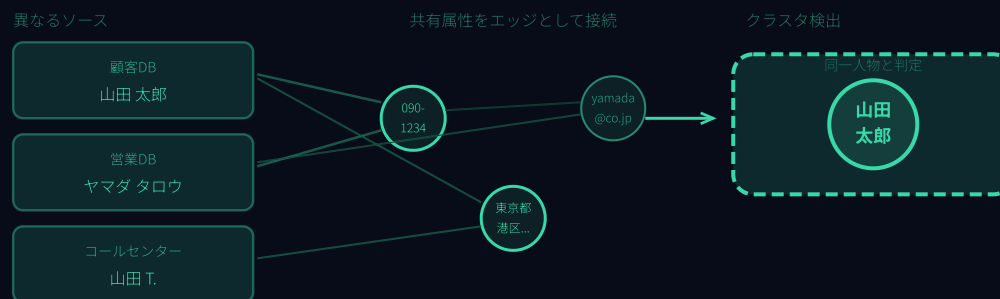 異なるソース
共有属性をエッジとして接続
クラスタ検出
顧客DB
山田 太郎
営業DB
ヤマダ タロウ
コールセンター
山田 T.
090-
1234
yamada
@co.jp
東京都
港区...
同一人物と判定
山田
太郎